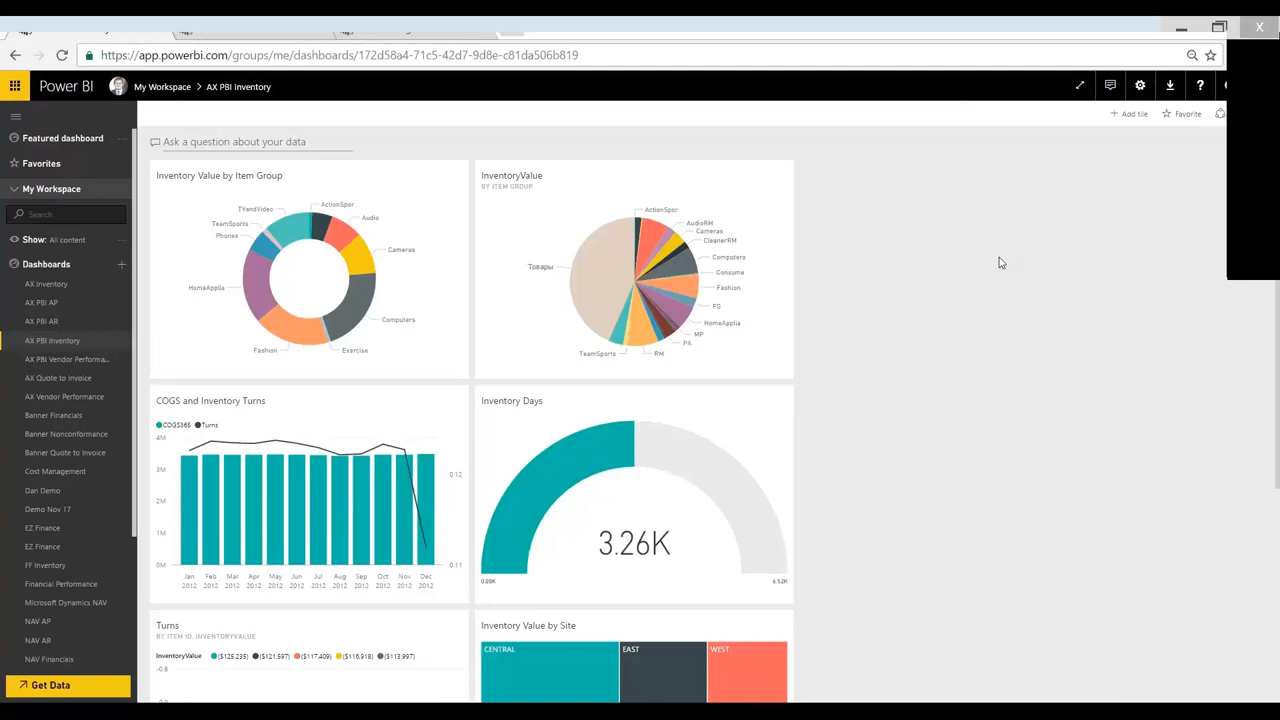 X
https://app.powerbi.com/groups/me/dashboards/172d58a4-71c5-42d7-9d8e-c81da506b819
Power BI
My Workspace > AX PBI Inventory
?
+ Add tile
Favorite
Featured dashboard ...
Favorites
My Workspace
Search
Show: All content ...
Dashboards +
AX Inventory
AX PBI AP
AX PBI AR
AX PBI Inventory
AX PBI Vendor Performa...
AX Quote to Invoice
AX Vendor Performance
Banner Financials
Banner Nonconformance
Banner Quote to Invoice
Cost Management
Dan Demo
Demo Nov 17
EZ Finance
EZ Finance
FF Inventory
Financial Performance
Microsoft Dynamics NAV
NAV AP
NAV AR
NAV Financials
Get Data
Ask a question about your data
Inventory Value by Item Group
TVandVideo
ActionSpor
TeamSports
Audio
Phones
Cameras
HomeApplia
Computers
Fashion
Exercise
InventoryValue
BY ITEM GROUP
ActionSpor
AudioRM
Cameras
CleanerRM
Computers
Товары
Consume
Fashion
FG
HomeApplia
MP
PA
TeamSports
RM
COGS and Inventory Turns
COGS365 Turns
4M
3M
0.12
2M
1M
0M
0.11
Jan Feb Mar Apr May Jun Jul Aug Sep Oct Nov Dec
2012 2012 2012 2012 2012 2012 2012 2012 2012 2012 2012 2012
Inventory Days
3.26K
0.00K
6.52K
Turns
BY ITEM ID, INVENTORYVALUE
InventoryValue ($125,235) ($121,597) ($117,409) ($116,918) ($113,997)
-0.8
Inventory Value by Site
CENTRAL
EAST
WEST